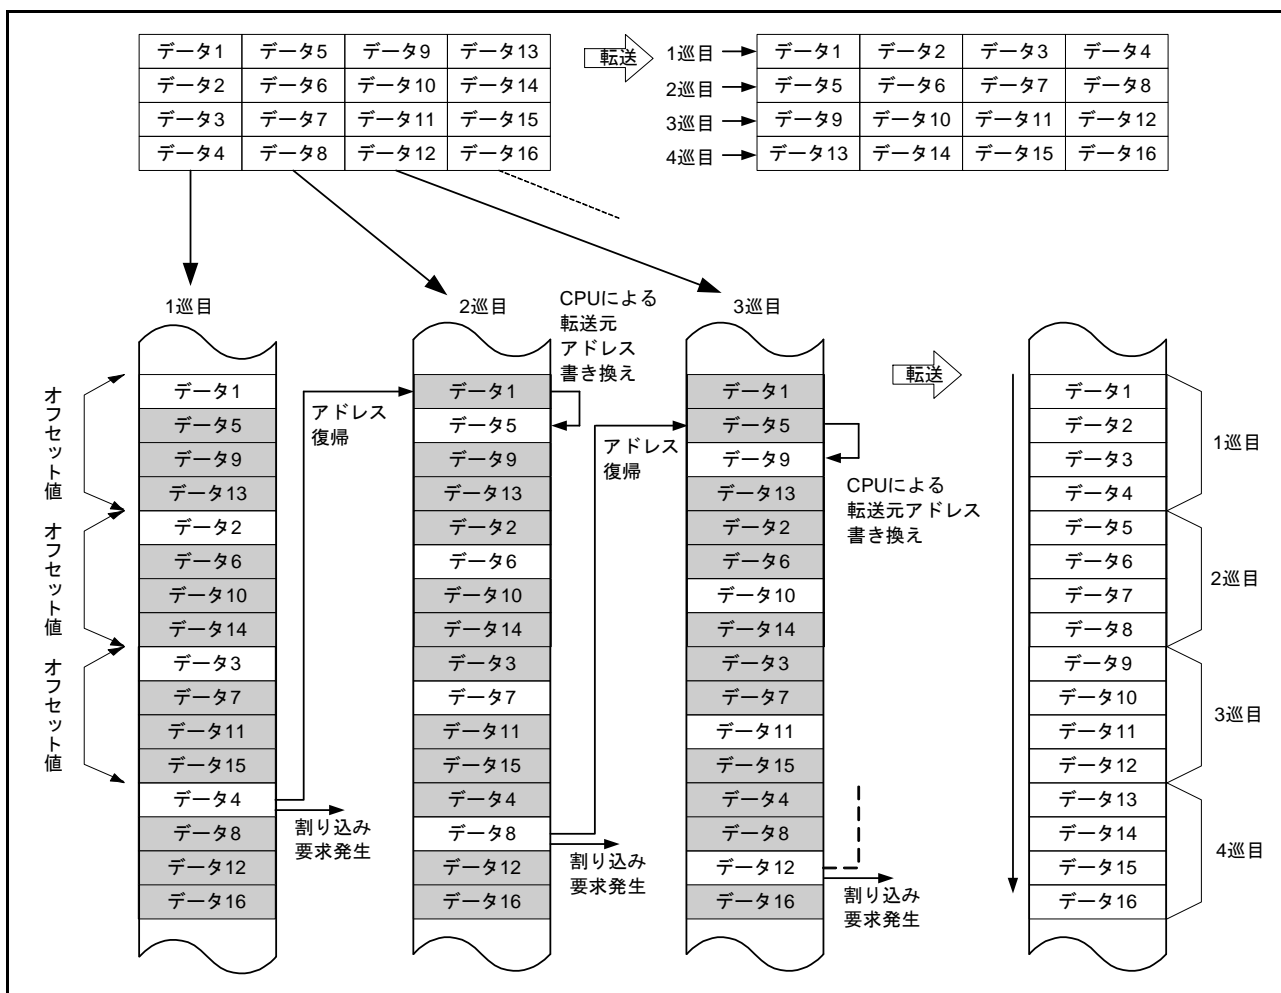 データ1 データ5 データ9 データ13
データ2 データ6 データ10 データ14
データ3 データ7 データ11 データ15
データ4 データ8 データ12 データ16
転送
1巡目 データ1 データ2 データ3 データ4
2巡目 データ5 データ6 データ7 データ8
3巡目 データ9 データ10 データ11 データ12
4巡目 データ13 データ14 データ15 データ16
1巡目
オフセット値
オフセット値
オフセット値
データ1
データ5
データ9
データ13
データ2
データ6
データ10
データ14
データ3
データ7
データ11
データ15
データ4
データ8
データ12
データ16
アドレス
復帰
割り込み
要求発生
2巡目
CPUによる
転送元
アドレス
書き換え
データ1
データ5
データ9
データ13
データ2
データ6
データ10
データ14
データ3
データ7
データ11
データ15
データ4
データ8
データ12
データ16
アドレス
復帰
割り込み
要求発生
3巡目
データ1
データ5
データ9
データ13
データ2
データ6
データ10
データ14
データ3
データ7
データ11
データ15
データ4
データ8
データ12
データ16
CPUによる
転送元アドレス
書き換え
割り込み
要求発生
転送
データ1
データ2
データ3
データ4
データ5
データ6
データ7
データ8
データ9
データ10
データ11
データ12
データ13
データ14
データ15
データ16
1巡目
2巡目
3巡目
4巡目